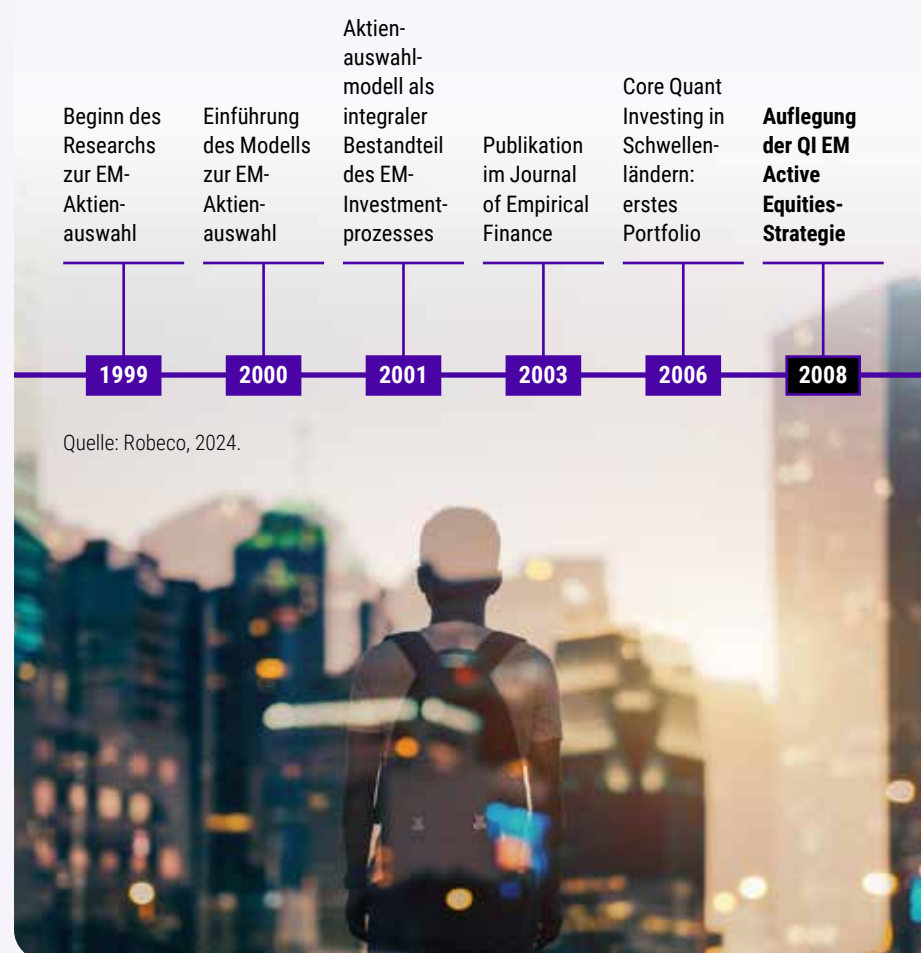 Beginn des
Researchs
zur EM-
Aktien-
auswahl
Einführung
des Modells
zur EM-
Aktien-
auswahl
Aktien-
auswahl-
modell als
integraler
Bestandteil
des EM-
Investment-
prozesses
Publikation
im Journal
of Empirical
Finance
Core Quant
Investing in
Schwellen-
ländern:
erstes
Portfolio
Auflegung
der QI EM
Active
Equities-
Strategie
1999
2000
2001
2003
2006
2008
Quelle: Robeco, 2024.